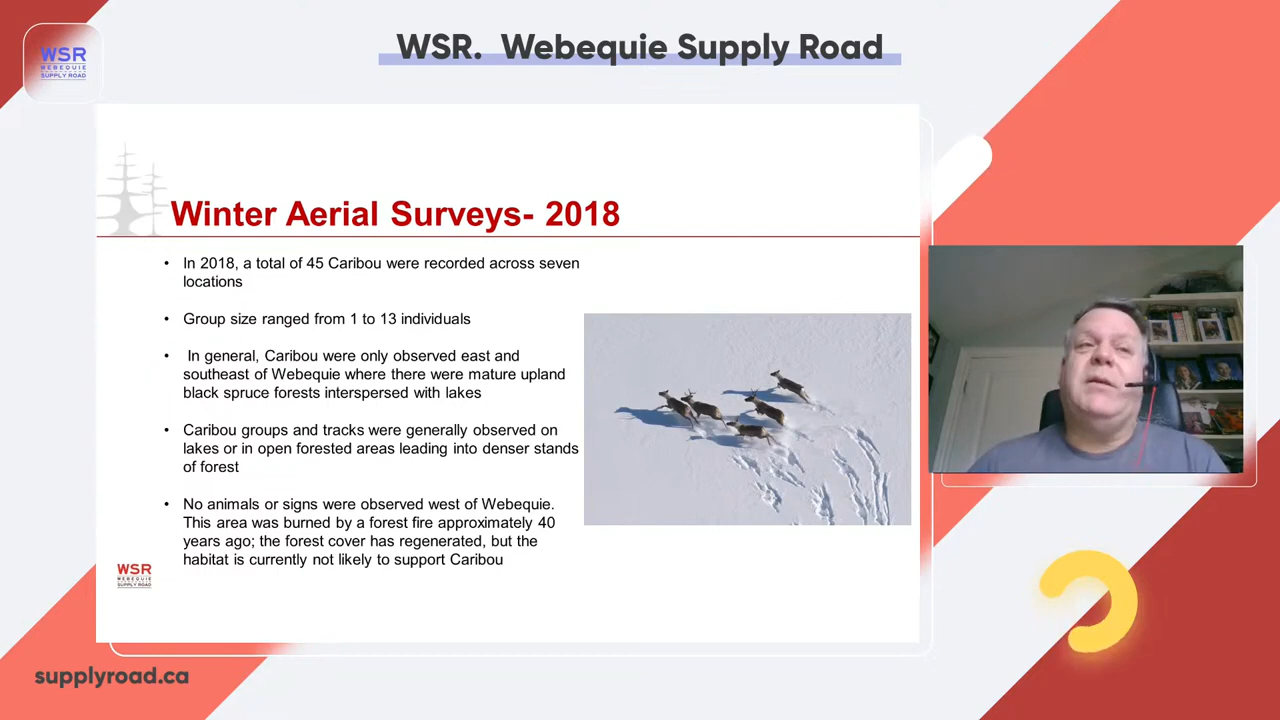 WSR. Webequie Supply Road
WSR
WEBEQUIE
SUPPLY ROAD
Winter Aerial Surveys- 2018
• In 2018, a total of 45 Caribou were recorded across seven
locations
• Group size ranged from 1 to 13 individuals
• In general, Caribou were only observed east and
southeast of Webequie where there were mature upland
black spruce forests interspersed with lakes
• Caribou groups and tracks were generally observed on
lakes or in open forested areas leading into denser stands
of forest
• No animals or signs were observed west of Webequie.
This area was burned by a forest fire approximately 40
years ago; the forest cover has regenerated, but the
habitat is currently not likely to support Caribou
WSR
WEBEQUIE
SUPPLY ROAD
supplyroad.ca